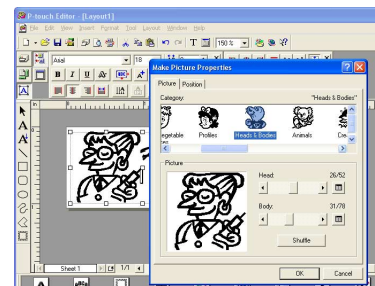 P-touch Editor - [Layout1]
File Edit View Insert Format Tool Layout Window Help
150 %
Arial
18
B I U
Make Picture Properties
Picture Position
Category: "Heads & Bodies"
egetable Profiles Heads & Bodies Animals Cre
Picture
Head: 26/52
Body: 31/78
Shuffle
Sheet 1 1/1
OK Cancel